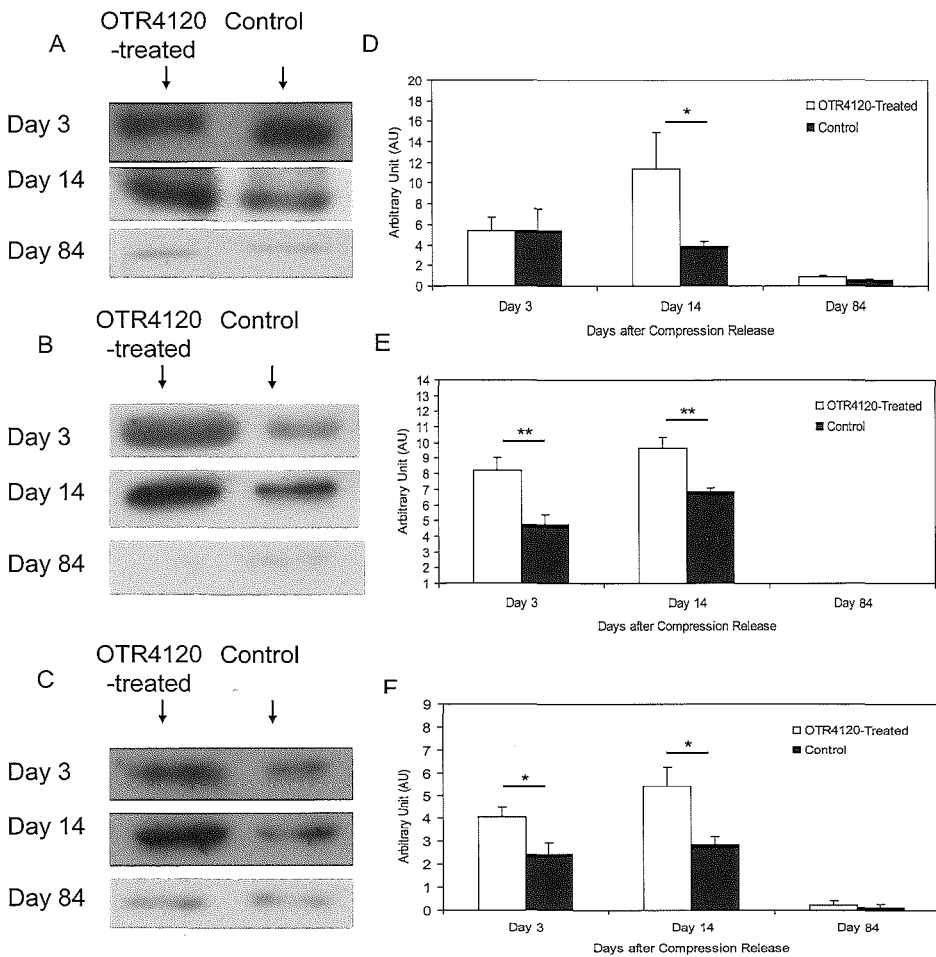 A
OTR4120 Control
-treated
Day 3
Day 14
Day 84
B
OTR4120 Control
-treated
Day 3
Day 14
Day 84
C
OTR4120 Control
-treated
Day 3
Day 14
Day 84
D
Arbitrary Unit (AU)
20
18
16
14
12
10
8
6
4
2
0
OTR4120-Treated
Control
*
Day 3 Day 14 Day 84
Days after Compression Release
E
Arbitrary Unit (AU)
14
13
12
11
10
9
8
7
6
5
4
3
2
1
OTR4120-Treated
Control
** **
Day 3 Day 14 Day 84
Days after Compression Release
F
Arbitrary Unit (AU)
9
8
7
6
5
4
3
2
1
0
OTR4120-Treated
Control
* *
Day 3 Day 14 Day 84
Days after Compression Release